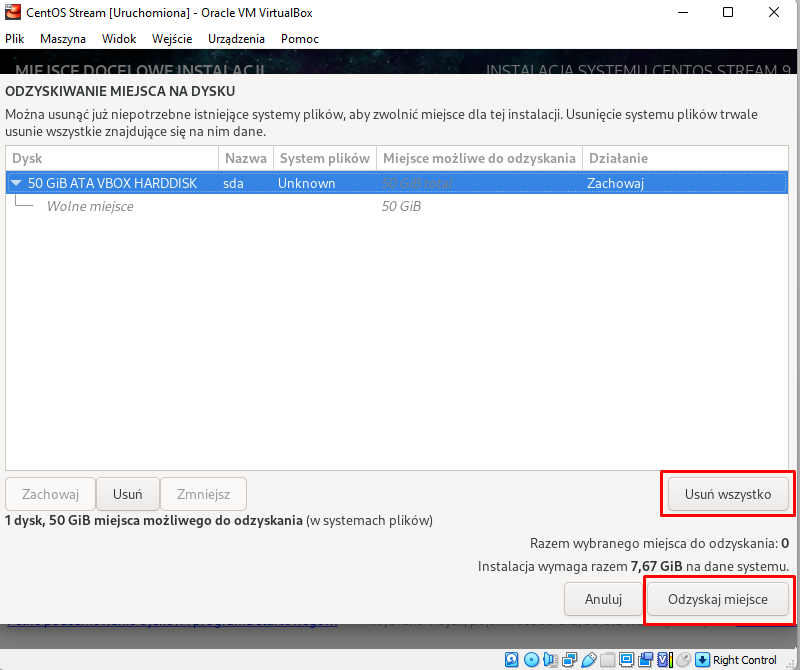 CentOS Stream [Uruchomiona] - Oracle VM VirtualBox
Plik Maszyna Widok Wejście Urządzenia Pomoc
MIEJSCE DOCELOWE INSTALACJI INSTALACJA SYSTEMU CENTOS STREAM 9
ODZYSKIWANIE MIEJSCA NA DYSKU
Można usunąć już niepotrzebne istniejące systemy plików, aby zwolnić miejsce dla tej instalacji. Usunięcie systemu plików trwale
usunie wszystkie znajdujące się na nim dane.
Dysk Nazwa System plików Miejsce możliwe do odzyskania Działanie
50 GiB ATA VBOX HARDDISK sda Unknown 50 GiB total Zachowaj
Wolne miejsce 50 GiB
Zachowaj Usuń Zmniejsz Usuń wszystko
1 dysk, 50 GiB miejsca możliwego do odzyskania (w systemach plików)
Razem wybranego miejsca do odzyskania: 0
Instalacja wymaga razem 7,67 GiB na dane systemu.
Anuluj Odzyskaj miejsce
Right Control